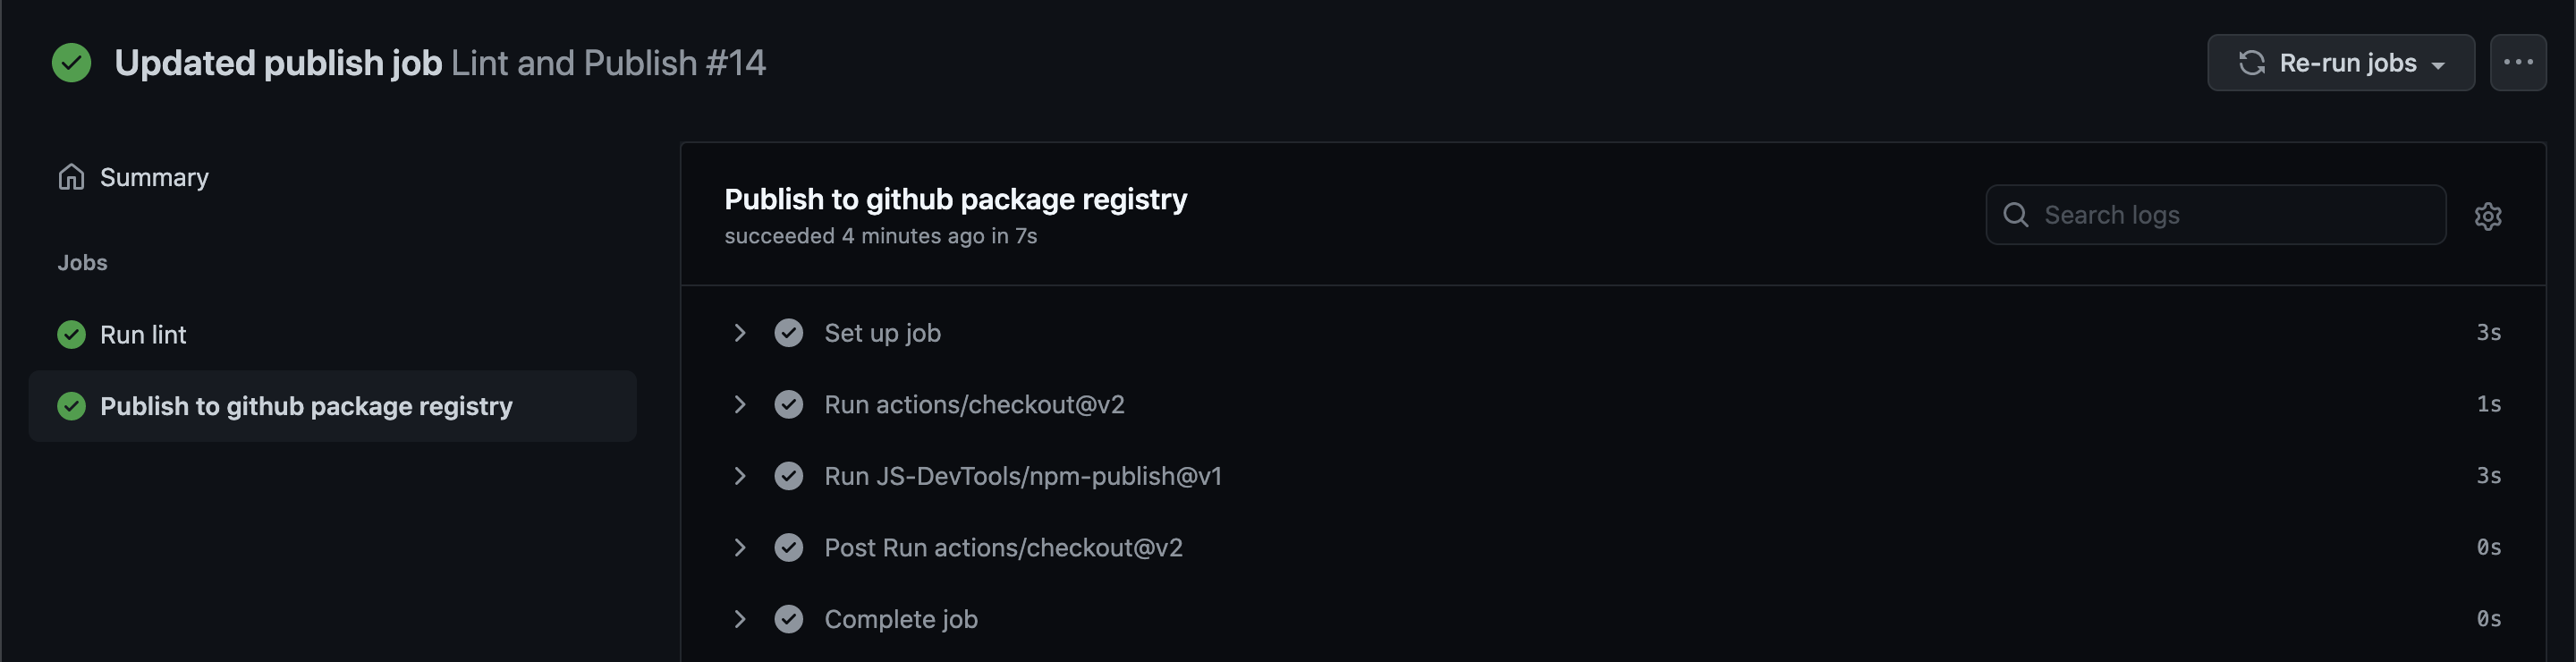 Updated publish job Lint and Publish #14
Re-run jobs
Summary
Jobs
Run lint
Publish to github package registry
Publish to github package registry
succeeded 4 minutes ago in 7s
Search logs
Set up job 3s
Run actions/checkout@v2 1s
Run JS-DevTools/npm-publish@v1 3s
Post Run actions/checkout@v2 0s
Complete job 0s